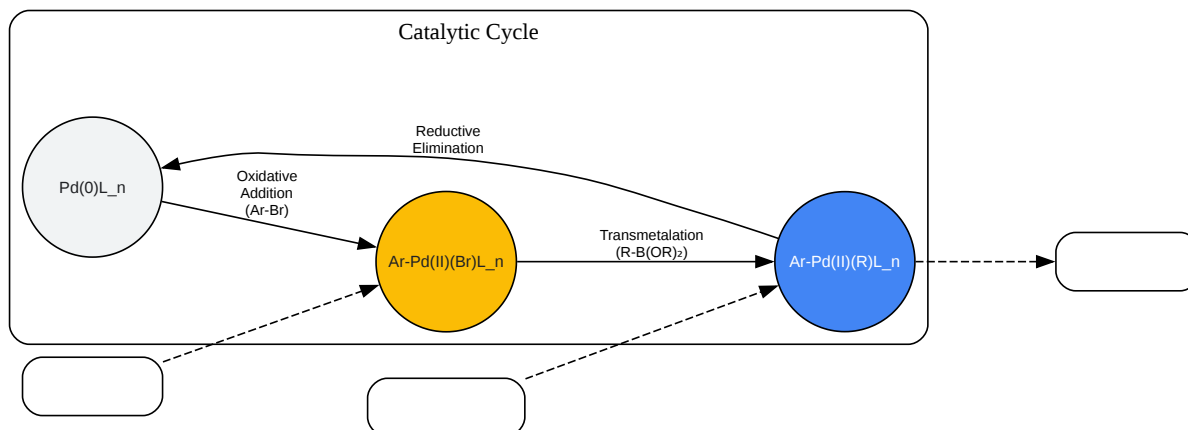 Catalytic Cycle
Reductive
Elimination
Oxidative
Addition
(Ar-Br)
Pd(0)L_n
Transmetalation
(R-B(OR)₂)
Ar-Pd(II)(Br)L_n
Ar-Pd(II)(R)L_n